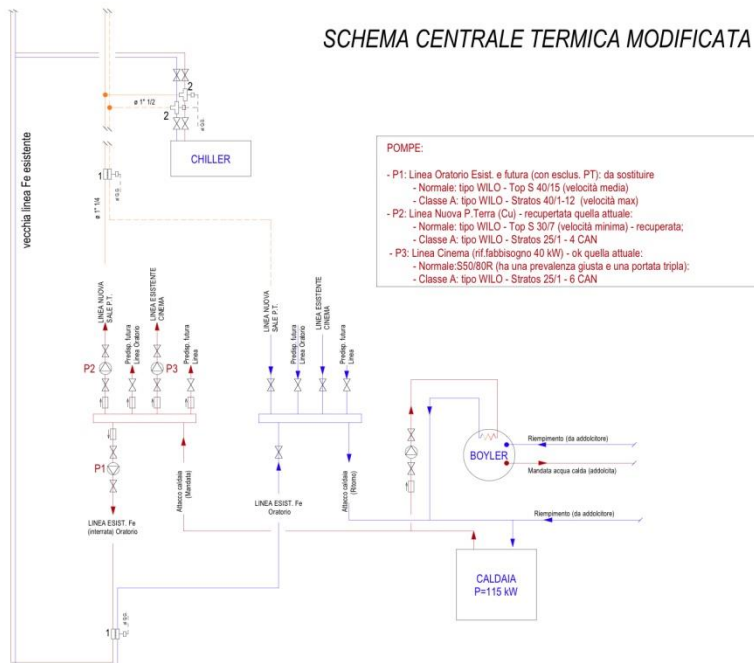 SCHEMA CENTRALE TERMICA MODIFICATA
vecchia linea Fe esistente
ø 1" 1/2
2
2
CHILLER
1
ø 1" 1/4
POMPE:
- P1: Linea Oratorio Esist. e futura (con esclus. PT): da sostituire
- Normale: tipo WILO - Top S 40/15 (velocità media)
- Classe A: tipo WILO - Stratos 40/1-12 (velocità max)
- P2: Linea Nuova P.Terra (Cu) - recupertata quella attuale:
- Normale: tipo WILO - Top S 30/7 (velocità minima) - recuperata;
- Classe A: tipo WILO - Stratos 25/1 - 4 CAN
- P3: Linea Cinema (rif.fabbisogno 40 kW) - ok quella attuale:
- Normale:S50/80R (ha una prevalenza giusta e una portata tripla):
- Classe A: tipo WILO - Stratos 25/1 - 6 CAN
LINEA NUOVA
SALE P.T.
LINEA ESISTENTE
CINEMA
LINEA NUOVA
SALE P.T.
LINEA ESISTENTE
CINEMA
P2
Predisp. futura
Linea Oratorio
P3
Predisp. futura
Linea
Predisp. futura
Linea Oratorio
Predisp. futura
Linea
P1
Attacco caldaia
(Mandata)
LINEA ESIST. Fe
(interrata) Oratorio
LINEA ESIST. Fe
Oratorio
Attacco caldaia
(Ritorno)
BOYLER
Riempimento (da addolcitore)
Mandata acqua calda (addolcita)
Riempimento (da addolcitore)
CALDAIA
P=115 kW
1